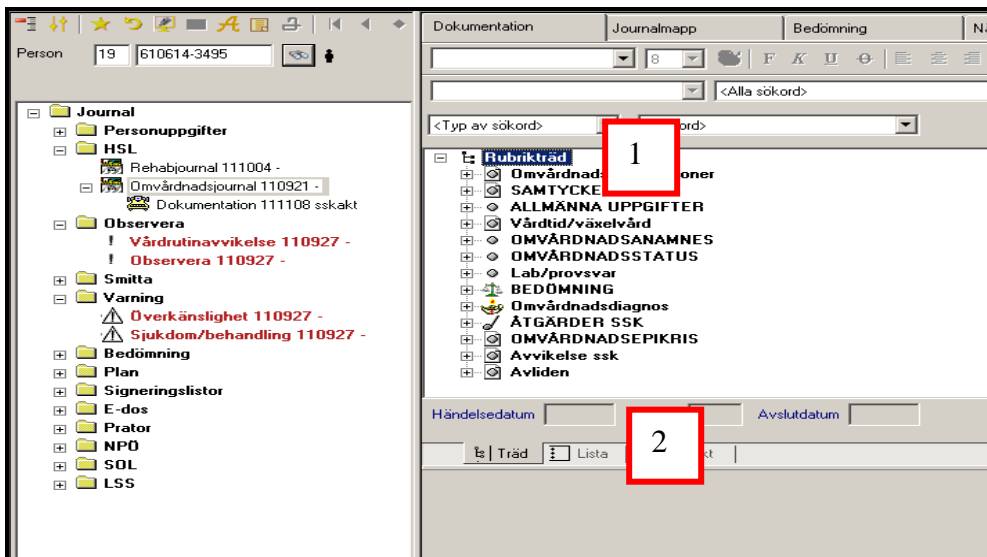 Person 19 610614-3495
Journal
Personuppgifter
HSL
Rehabjournal 111004 -
Omvårdnadsjournal 110921 -
Dokumentation 111108 sskakt
Observera
Vårdrutinavvikelse 110927 -
Observera 110927 -
Smitta
Varning
Överkänslighet 110927 -
Sjukdom/behandling 110927 -
Bedömning
Plan
Signeringslistor
E-dos
Prator
NPÖ
SOL
LSS
Dokumentation Journalmapp Bedömning
8 F K U
<Alla sökord>
<Typ av sökord>
1
Rubrikträd
SAMTYCKE
ALLMÄNNA UPPGIFTER
Vårdtid/växelvård
OMVÅRDNADSANAMNES
OMVÅRDNADSSTATUS
Lab/provsvar
BEDÖMNING
Omvårdnadsdiagnos
ÅTGÄRDER SSK
OMVÅRDNADSEPIKRIS
Avvikelse ssk
Avliden
Händelsedatum Avslutdatum
2
Träd Lista